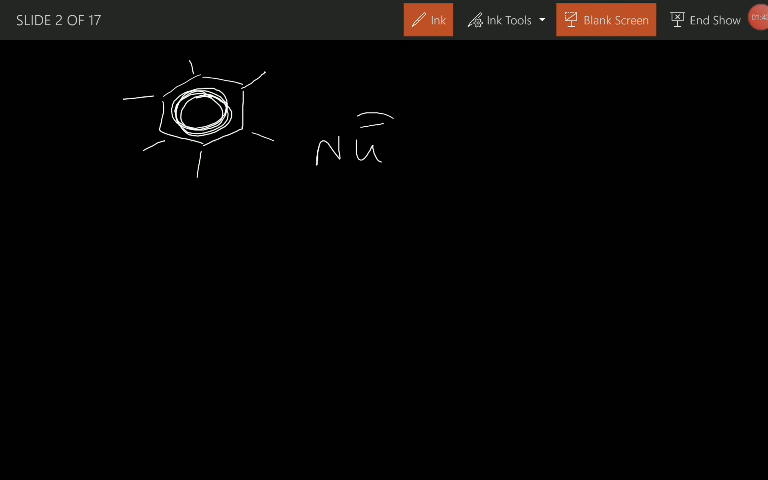 SLIDE 2 OF 17
Ink
Ink Tools
Blank Screen
End Show
Nu